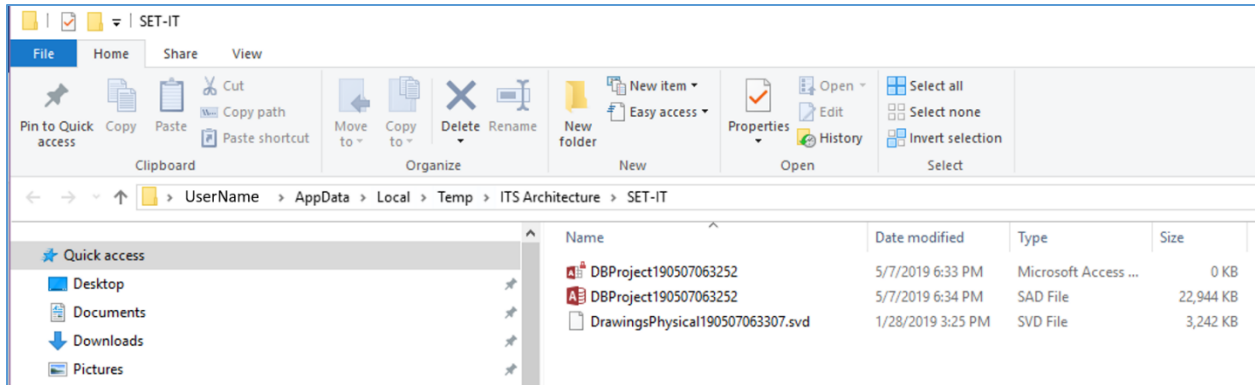 SET-IT
File Home Share View
Pin to Quick access
Copy
Paste
Cut
Copy path
Paste shortcut
Clipboard
Move to
Copy to
Delete
Rename
Organize
New folder
New item
Easy access
New
Properties
Open
Edit
History
Open
Select all
Select none
Invert selection
Select
UserName > AppData > Local > Temp > ITS Architecture > SET-IT
Quick access
Desktop
Documents
Downloads
Pictures
Name Date modified Type Size
DBProject190507063252 5/7/2019 6:33 PM Microsoft Access ... 0 KB
DBProject190507063252 5/7/2019 6:34 PM SAD File 22,944 KB
DrawingsPhysical190507063307.svd 1/28/2019 3:25 PM SVD File 3,242 KB